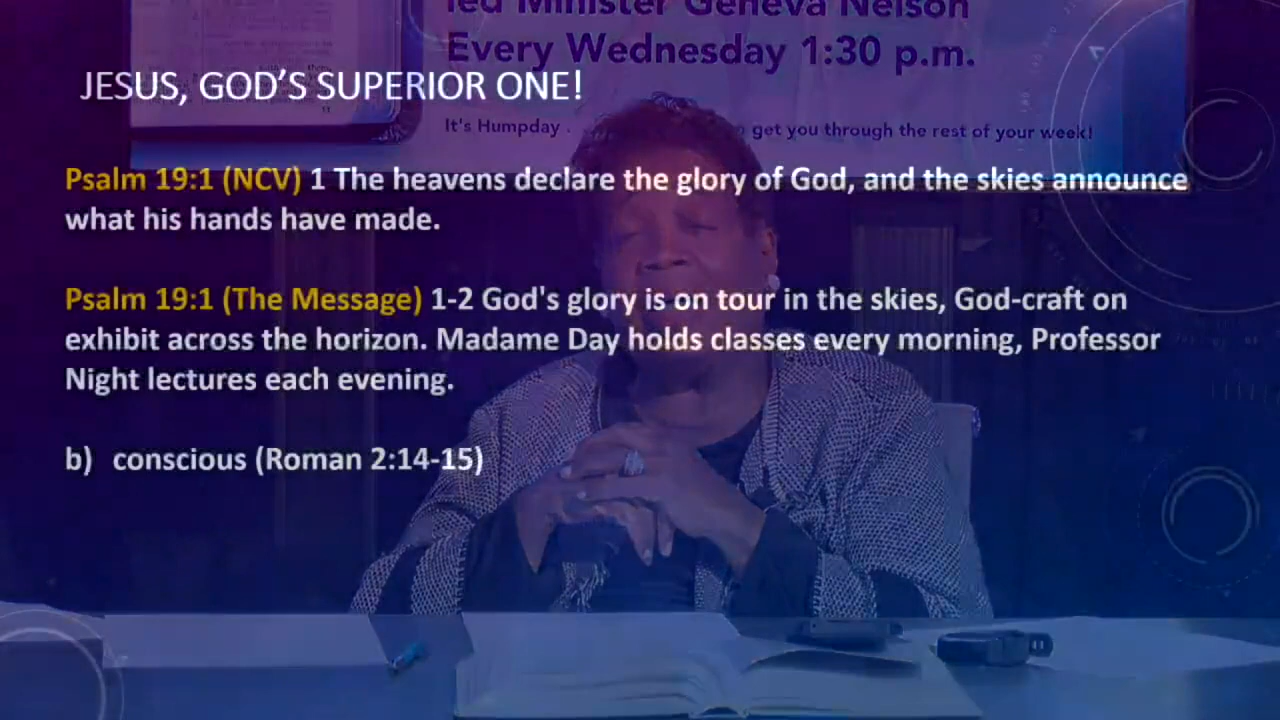 ied Minister Geneva Nelson
Every Wednesday 1:30 p.m.
JESUS, GOD'S SUPERIOR ONE!
It's Humpday . get you through the rest of your week!
Psalm 19:1 (NCV) 1 The heavens declare the glory of God, and the skies announce
what his hands have made.
Psalm 19:1 (The Message) 1-2 God's glory is on tour in the skies, God-craft on
exhibit across the horizon. Madame Day holds classes every morning, Professor
Night lectures each evening.
b) conscious (Roman 2:14-15)